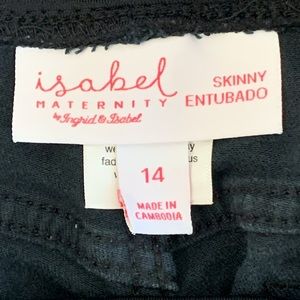 isabel
MATERNITY
by Ingrid & Isabel
SKINNY
ENTUBADO
14
MADE IN
CAMBODIA